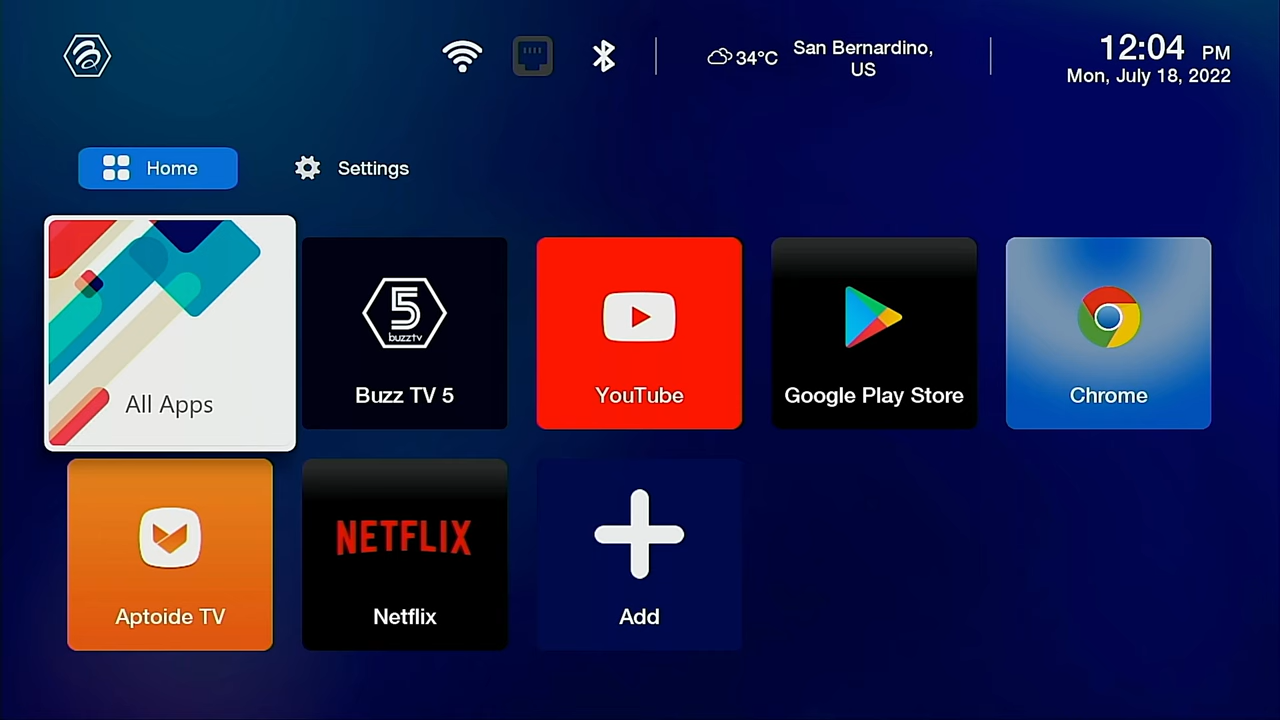 34°C
San Bernardino,
US
12:04 PM
Mon, July 18, 2022
Home
Settings
All Apps
5
buzztv
Buzz TV 5
YouTube
Google Play Store
Chrome
Aptoide TV
NETFLIX
Netflix
Add